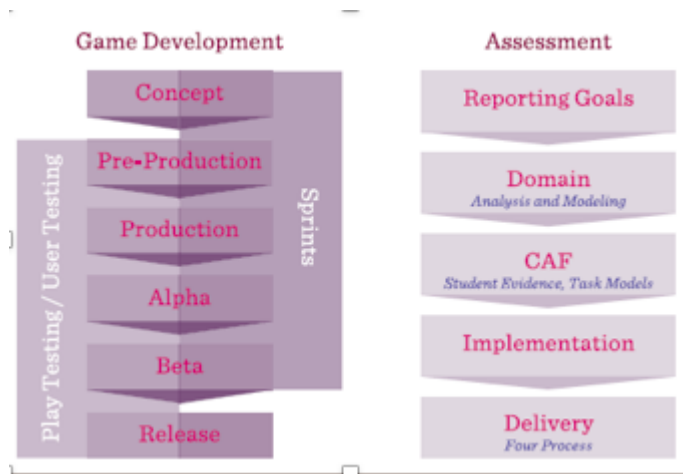 Game Development
Concept
Pre-Production
Production
Alpha
Beta
Release
Play Testing / User Testing
Sprints
Assessment
Reporting Goals
Domain
Analysis and Modeling
CAF
Student Evidence, Task Models
Implementation
Delivery
Four Process